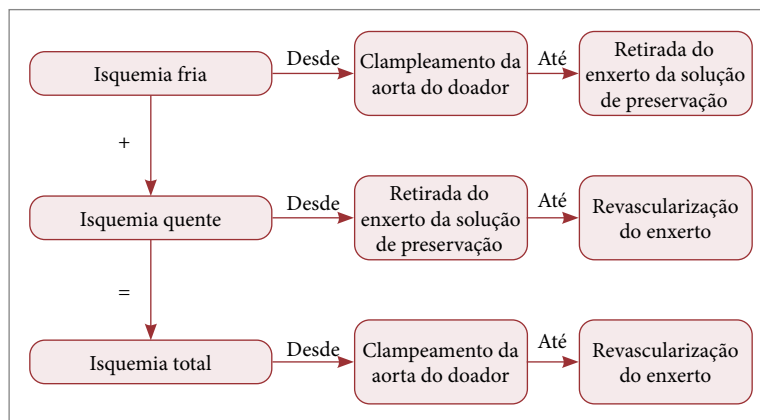 Isquemia fria
Desde
Clampleamento da
aorta do doador
Até
Retirada do
enxerto da solução
de preservação
+
Isquemia quente
Desde
Retirada do
enxerto da solução
de preservação
Até
Revascularização
do enxerto
=
Isquemia total
Desde
Clampeamento da
aorta do doador
Até
Revascularização
do enxerto